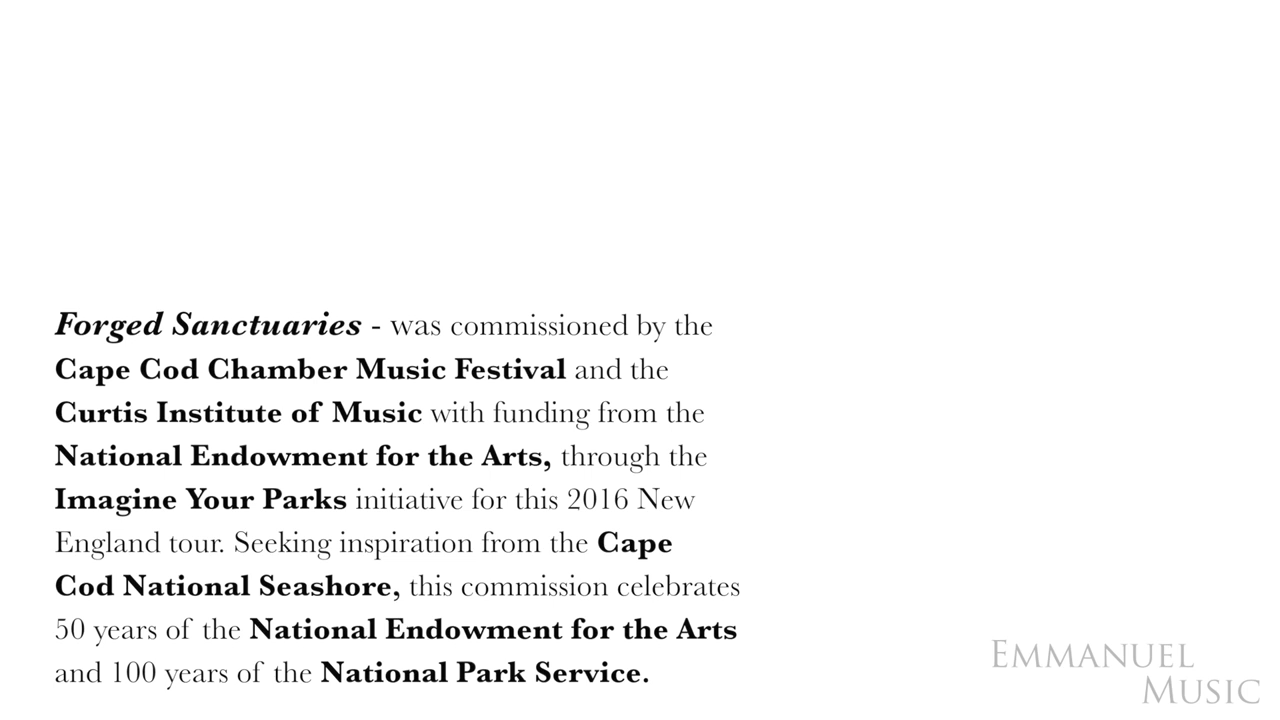 Forged Sanctuaries - was commissioned by the
Cape Cod Chamber Music Festival and the
Curtis Institute of Music with funding from the
National Endowment for the Arts, through the
Imagine Your Parks initiative for this 2016 New
England tour. Seeking inspiration from the Cape
Cod National Seashore, this commission celebrates
50 years of the National Endowment for the Arts
and 100 years of the National Park Service.
EMMANUEL
MUSIC